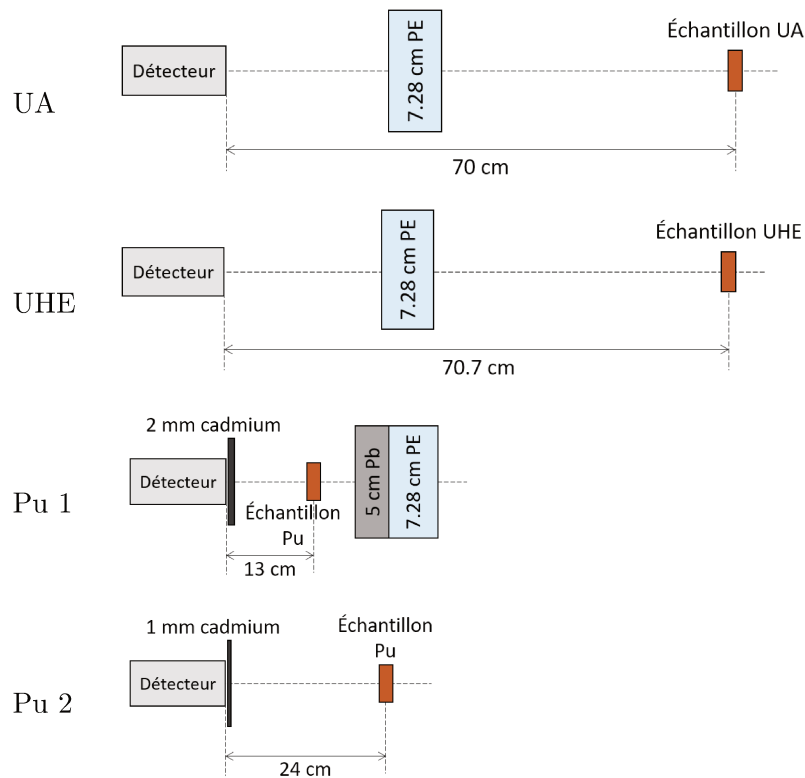 Échantillon UA
Détecteur
7.28 cm PE
UA
70 cm
Échantillon UHE
Détecteur
7.28 cm PE
UHE
70.7 cm
2 mm cadmium
Détecteur
5 cm Pb
7.28 cm PE
Pu 1
Échantillon
Pu
13 cm
1 mm cadmium
Échantillon
Pu
Détecteur
Pu 2
24 cm